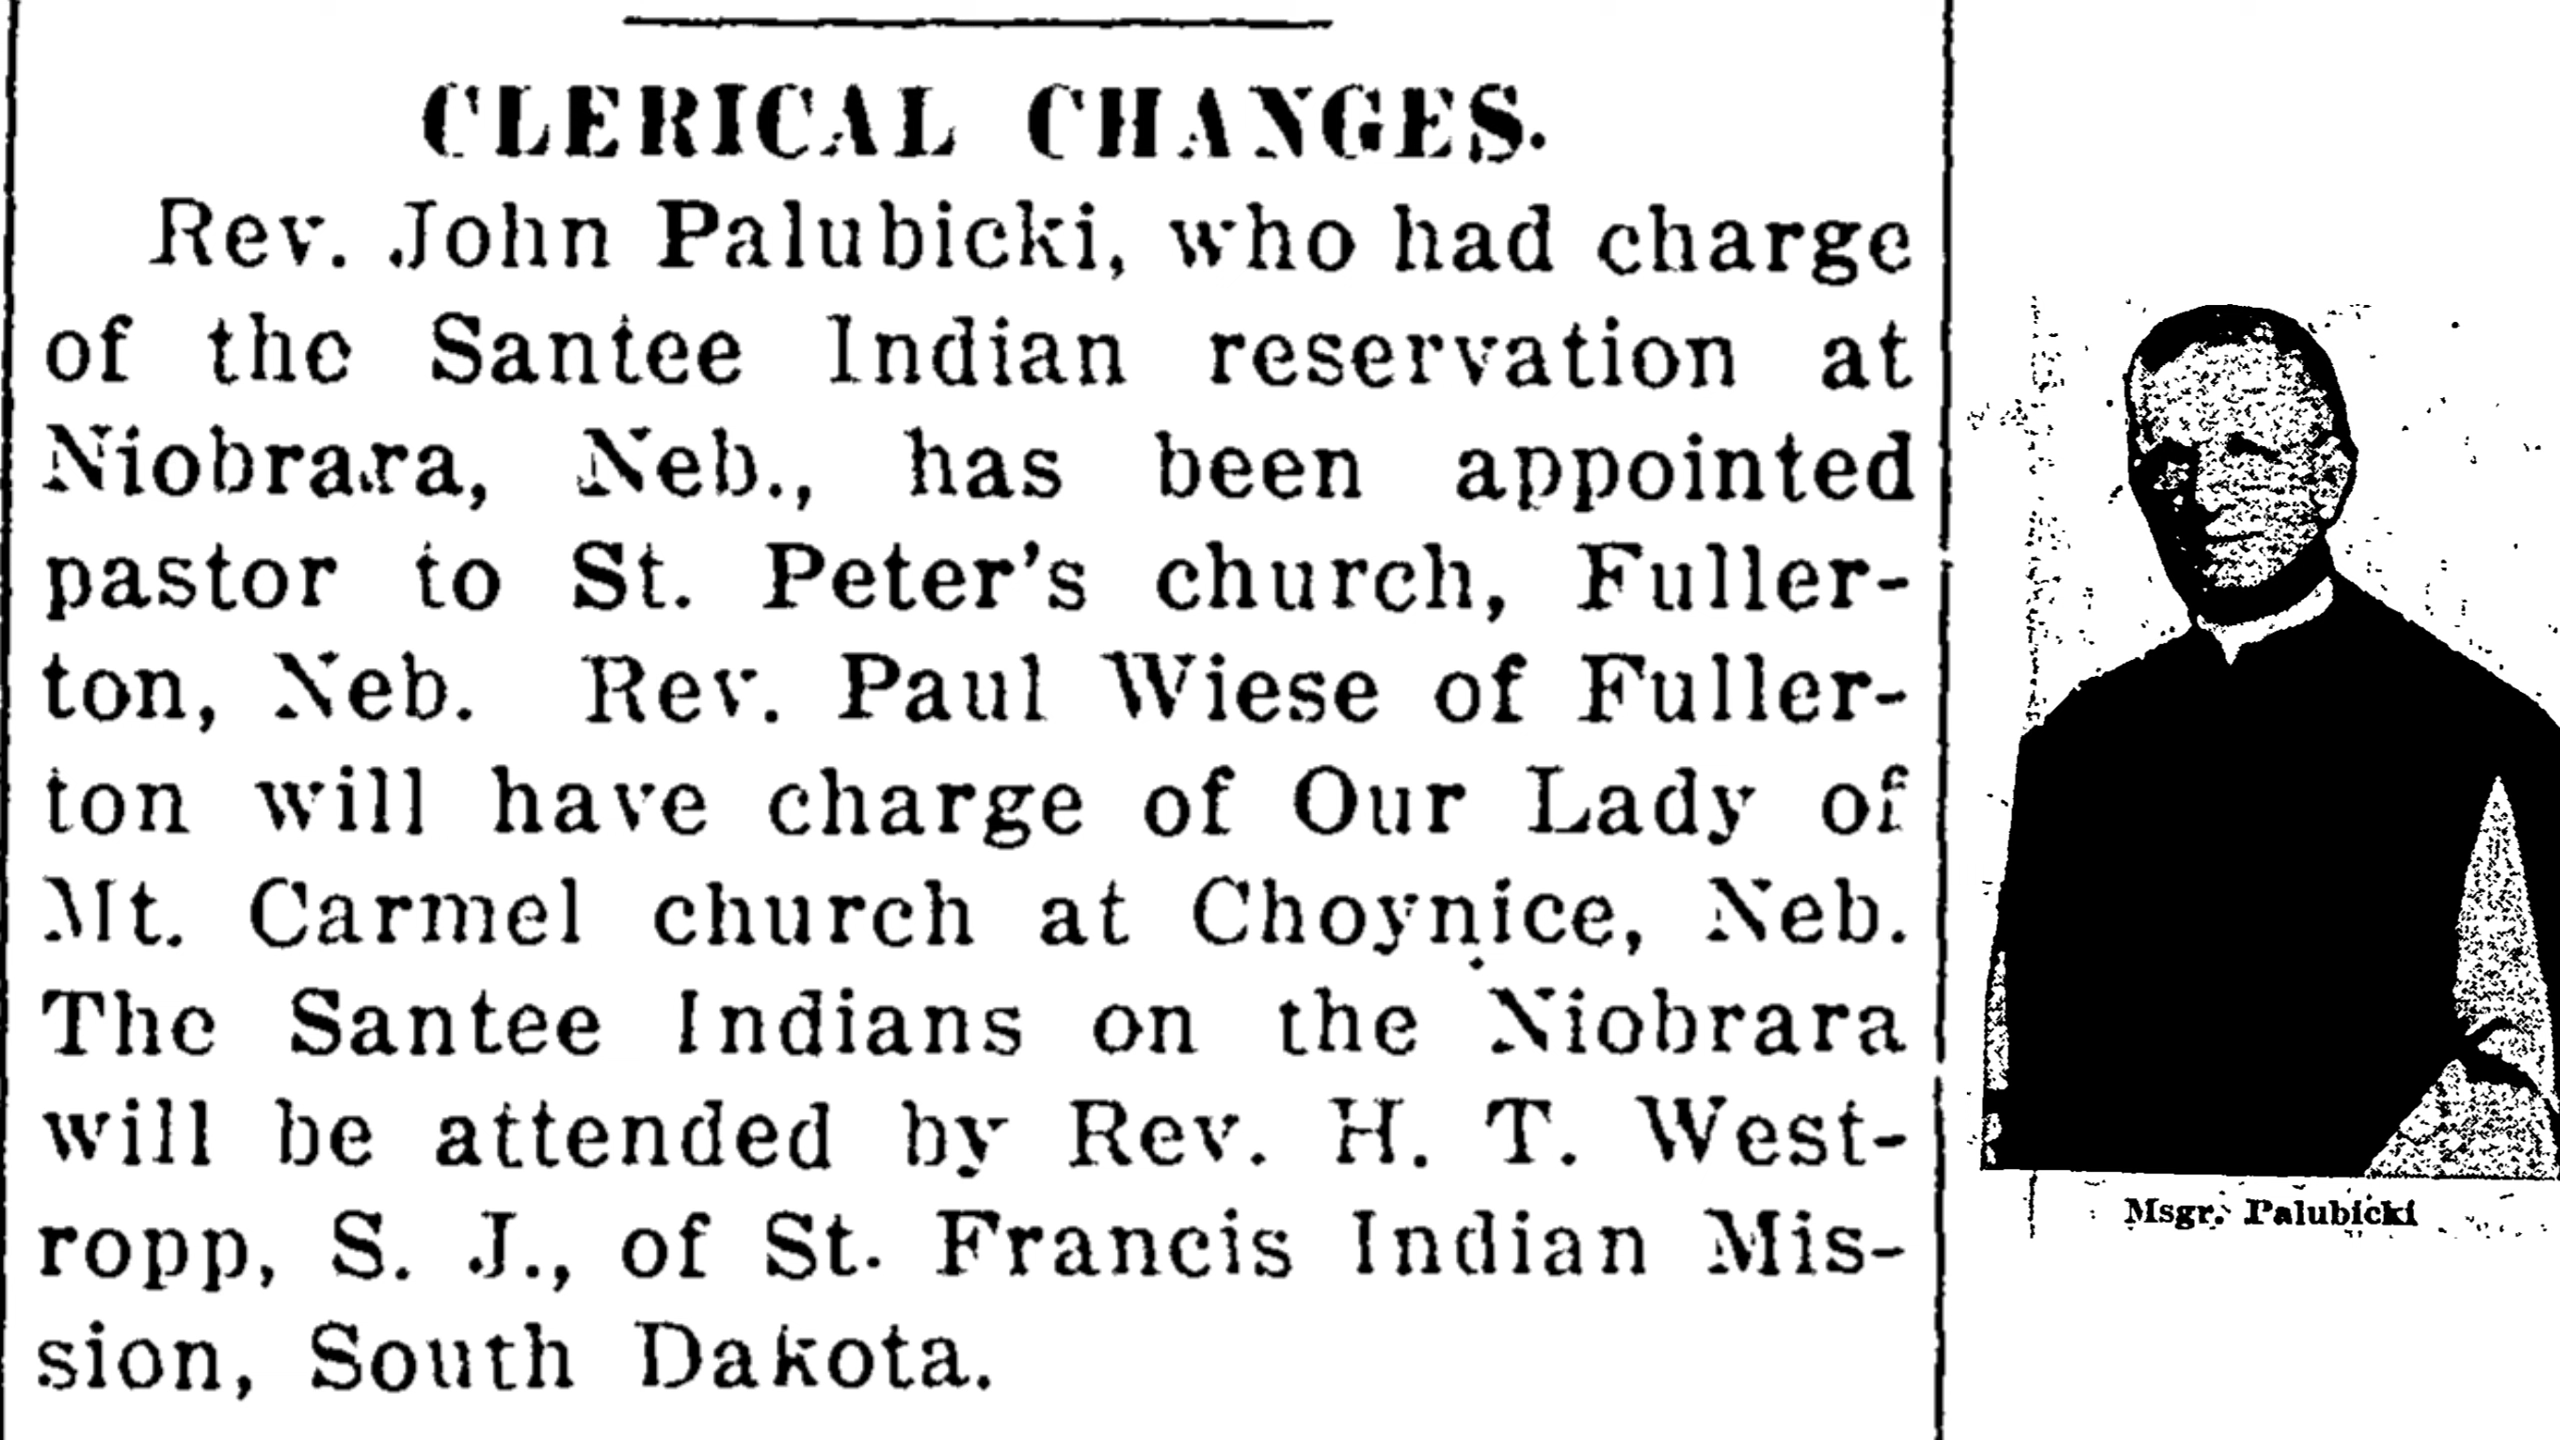 CLERICAL CHANGES.
Rev. John Palubicki, who had charge
of the Santee Indian reservation at
Niobrara, Neb., has been appointed
pastor to St. Peter's church, Fuller-
ton, Neb. Rev. Paul Wiese of Fuller-
ton will have charge of Our Lady of
Mt. Carmel church at Choynice, Neb.
The Santee Indians on the Niobrara
will be attended by Rev. H. T. West-
ropp, S. J., of St. Francis Indian Mis-
sion, South Dakota.
Msgr. Palubicki